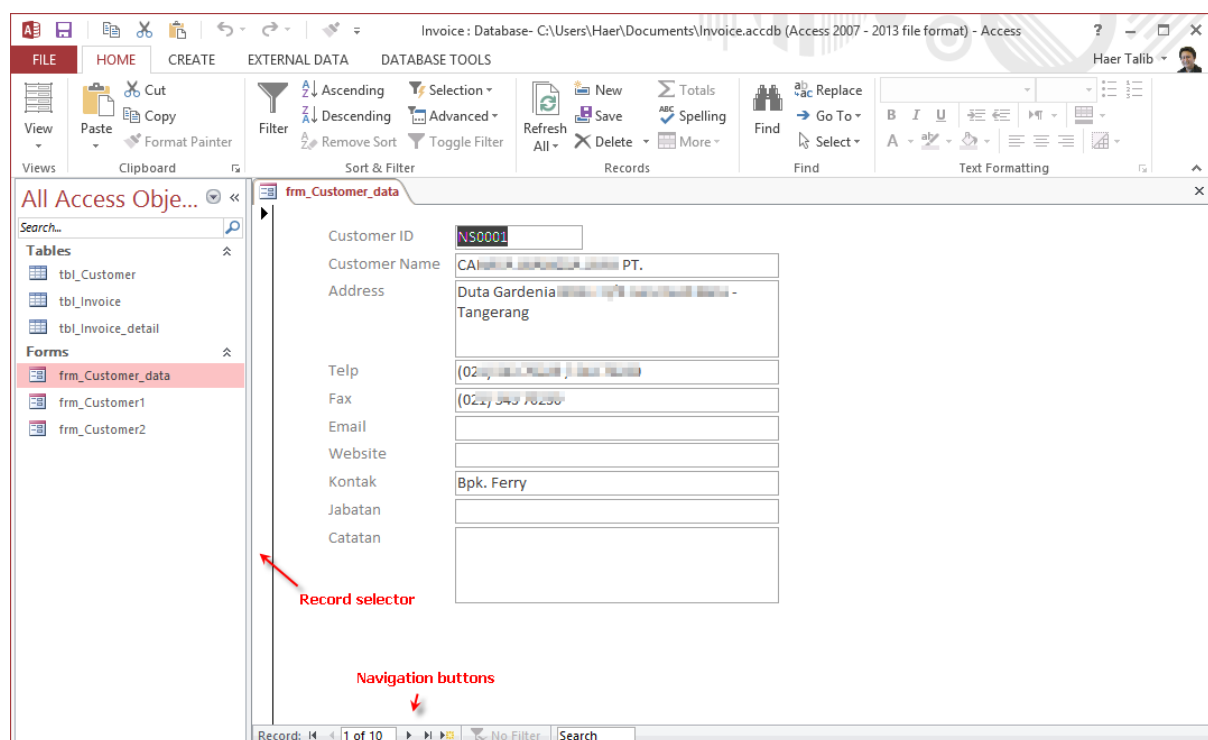 Invoice : Database- C:\Users\Haer\Documents\Invoice.accdb (Access 2007 - 2013 file format) - Access ?
FILE HOME CREATE EXTERNAL DATA DATABASE TOOLS Haer Talib
View
Paste
Cut
Copy
Format Painter
Filter
Ascending
Descending
Remove Sort
Selection
Advanced
Toggle Filter
Refresh
All
New
Save
Delete
Totals
Spelling
More
Find
Replace
Go To
Select
B I U
A
Views Clipboard Sort & Filter Records Find Text Formatting
All Access Obje...
Search...
Tables
tbl_Customer
tbl_Invoice
tbl_Invoice_detail
Forms
frm_Customer_data
frm_Customer1
frm_Customer2
frm_Customer_data
Customer ID NS0001
Customer Name PT.
Address Duta Gardenia -
Tangerang
Telp
Fax
Email
Website
Kontak Bpk. Ferry
Jabatan
Catatan
Record selector
Navigation buttons
Record: 1 of 10 No Filter Search